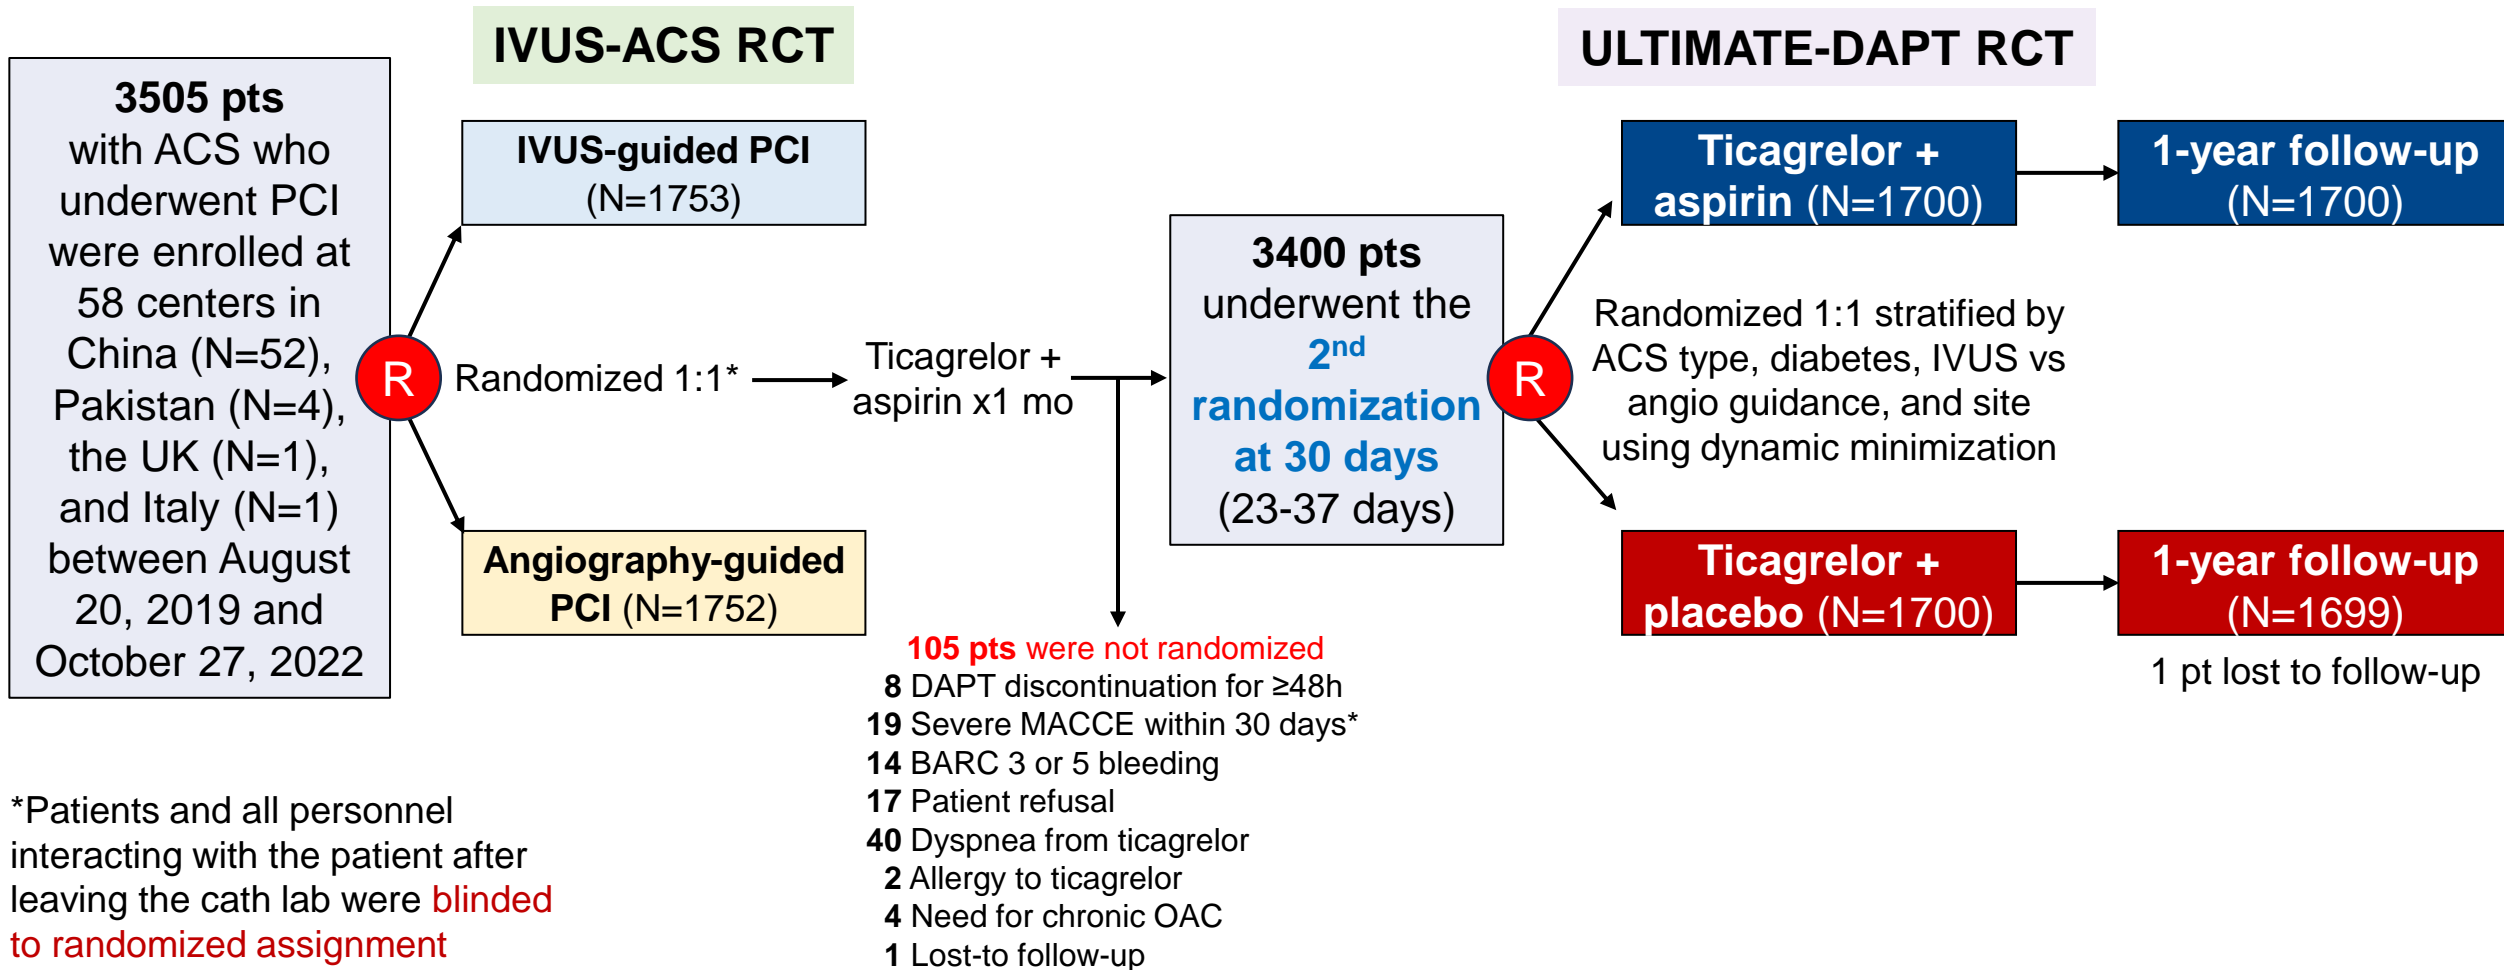 IVUS-ACS RCT
ULTIMATE-DAPT RCT
3505 pts
with ACS who
underwent PCI
were enrolled at
58 centers in
China (N=52),
Pakistan (N=4),
the UK (N=1),
and Italy (N=1)
between August
20, 2019 and
October 27, 2022
R
IVUS-guided PCI
(N=1753)
Randomized 1:1*
Angiography-guided
PCI (N=1752)
Ticagrelor +
aspirin x1 mo
105 pts were not randomized
8 DAPT discontinuation for ≥48h
19 Severe MACCE within 30 days*
14 BARC 3 or 5 bleeding
17 Patient refusal
40 Dyspnea from ticagrelor
2 Allergy to ticagrelor
4 Need for chronic OAC
1 Lost-to follow-up
3400 pts
underwent the
2nd
randomization
at 30 days
(23-37 days)
R
Ticagrelor +
aspirin (N=1700)
1-year follow-up
(N=1700)
Randomized 1:1 stratified by
ACS type, diabetes, IVUS vs
angio guidance, and site
using dynamic minimization
Ticagrelor +
placebo (N=1700)
1-year follow-up
(N=1699)
1 pt lost to follow-up
*Patients and all personnel
interacting with the patient after
leaving the cath lab were blinded
to randomized assignment